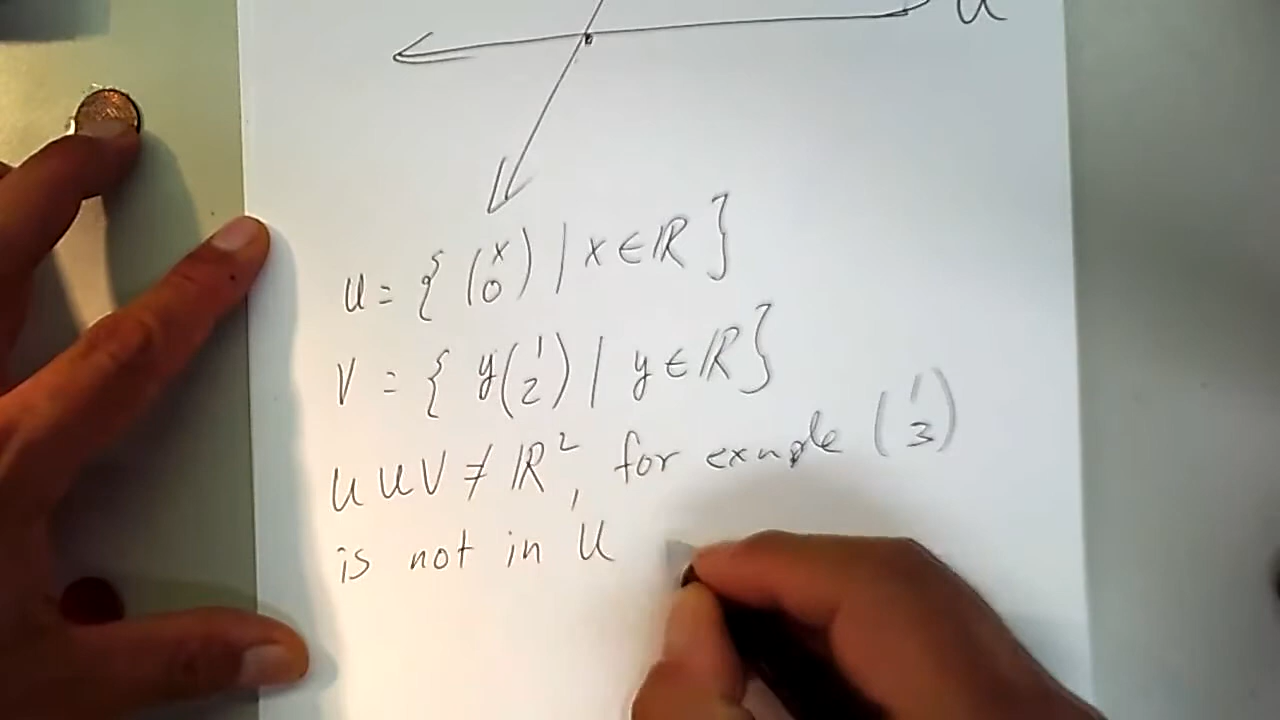 U
U = { (x 0) | x ∈ ℝ }
V = { y (1 2) | y ∈ ℝ }
U ∪ V ≠ ℝ², for exmple (1 3)
is not in U